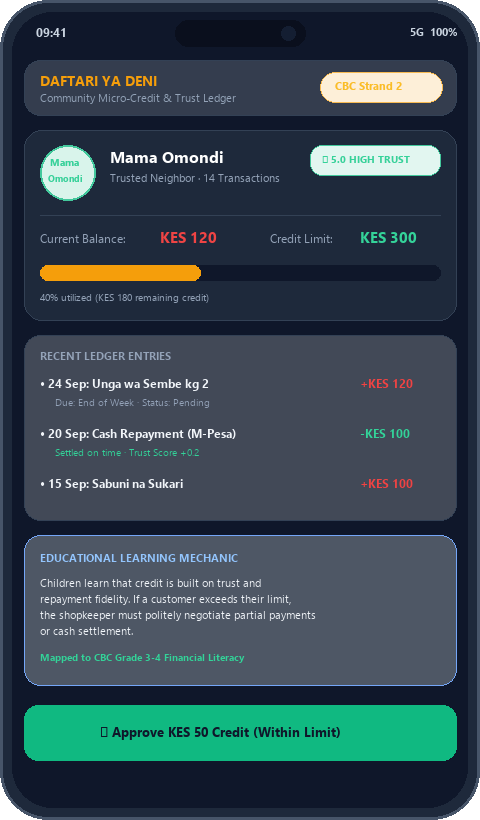 09:41
5G 100%
DAFTARI YA DENI
Community Micro-Credit & Trust Ledger
CBC Strand 2
Mama
Omondi
Mama Omondi
Trusted Neighbor · 14 Transactions
5.0 HIGH TRUST
Current Balance: KES 120 Credit Limit: KES 300
40% utilized (KES 180 remaining credit)
RECENT LEDGER ENTRIES
• 24 Sep: Unga wa Sembe kg 2 +KES 120
Due: End of Week · Status: Pending
• 20 Sep: Cash Repayment (M-Pesa) -KES 100
Settled on time · Trust Score +0.2
• 15 Sep: Sabuni na Sukari +KES 100
EDUCATIONAL LEARNING MECHANIC
Children learn that credit is built on trust and
repayment fidelity. If a customer exceeds their limit,
the shopkeeper must politely negotiate partial payments
or cash settlement.
Mapped to CBC Grade 3-4 Financial Literacy
Approve KES 50 Credit (Within Limit)